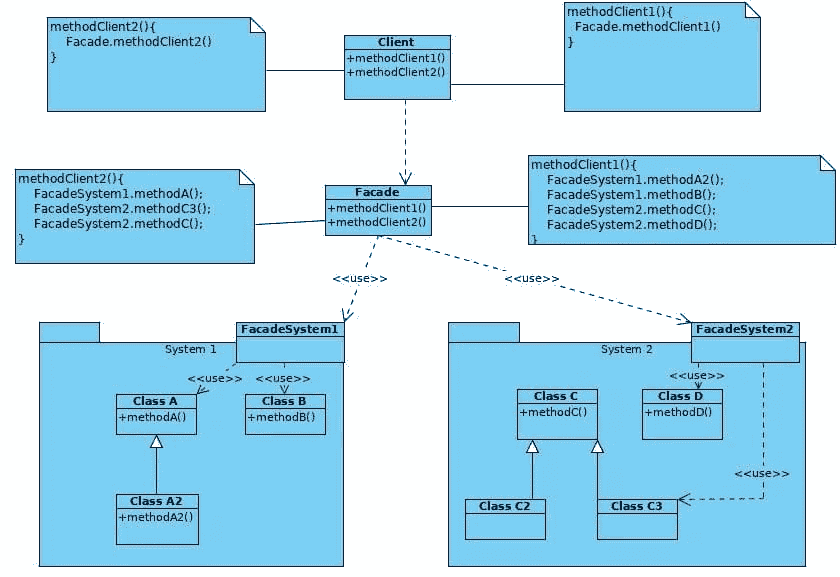 methodClient2(){
Facade.methodClient2()
}
Client
+methodClient1()
+methodClient2()
methodClient1(){
Facade.methodClient1()
}
methodClient2(){
FacadeSystem1.methodA();
FacadeSystem2.methodC3();
FacadeSystem2.methodC();
}
Facade
+methodClient1()
+methodClient2()
methodClient1(){
FacadeSystem1.methodA2();
FacadeSystem1.methodB();
FacadeSystem2.methodC();
FacadeSystem2.methodD();
}
<<use>>
<<use>>
FacadeSystem1
System 1
<<use>>
<<use>>
Class A
+methodA()
Class B
+methodB()
Class A2
+methodA2()
FacadeSystem2
System 2
<<use>>
Class C
+methodC()
Class D
+methodD()
<<use>>
Class C2
Class C3